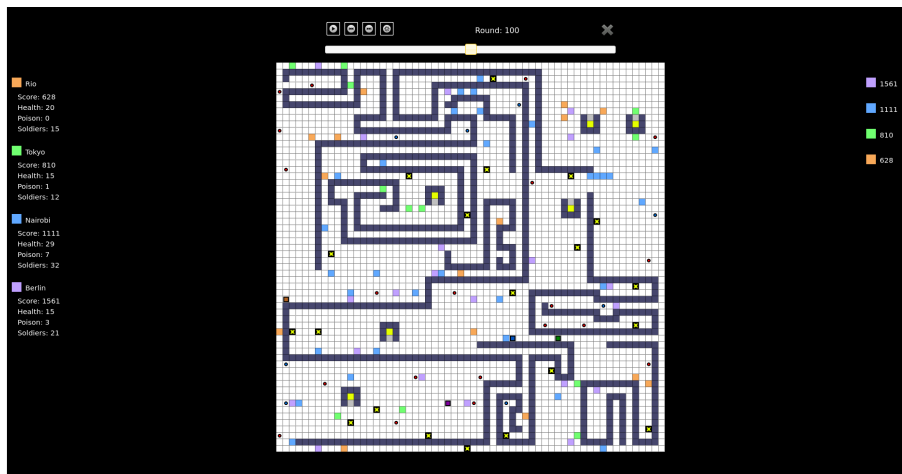 Round: 100
Rio
Score: 628
Health: 20
Poison: 0
Soldiers: 15
Tokyo
Score: 810
Health: 15
Poison: 1
Soldiers: 12
Nairobi
Score: 1111
Health: 29
Poison: 7
Soldiers: 32
Berlin
Score: 1561
Health: 15
Poison: 3
Soldiers: 21
1561
1111
810
628